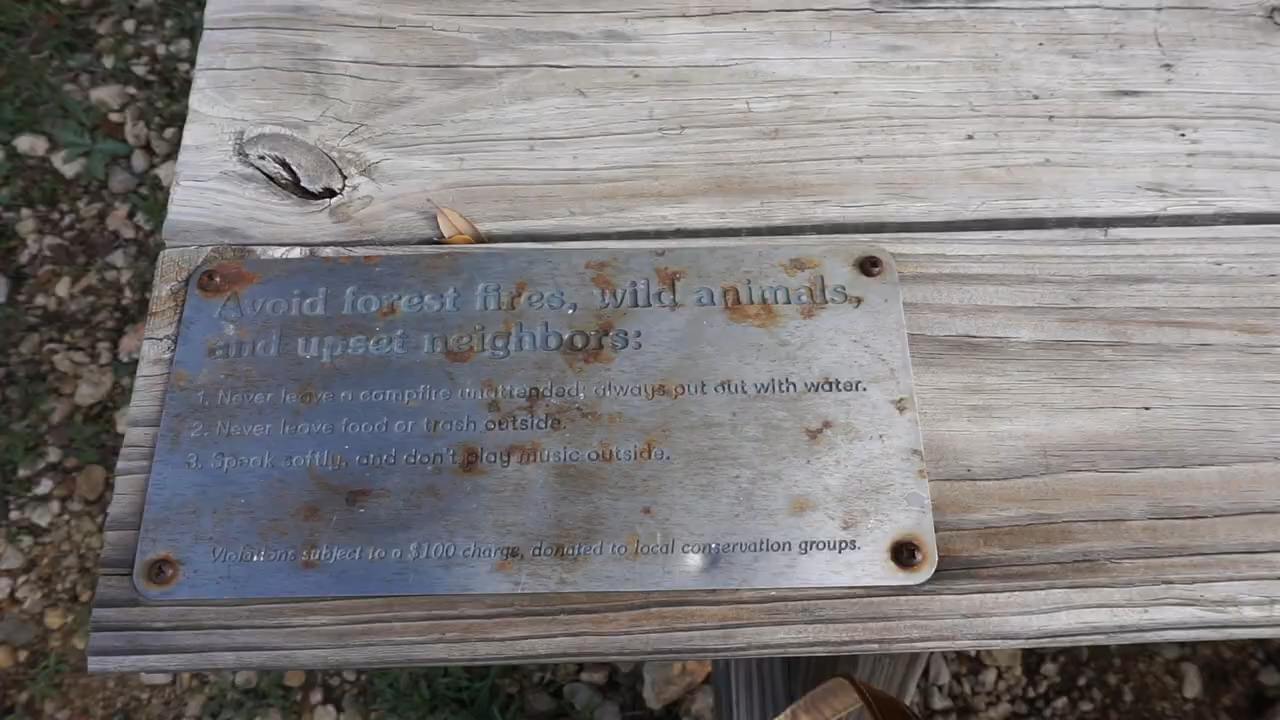 Avoid forest fires, wild animals,
and upset neighbors:
1. Never leave a campfire unattended; always put out with water.
2. Never leave food or trash outside.
3. Speak softly, and don't play music outside.
Violations subject to a $100 charge, donated to local conservation groups.